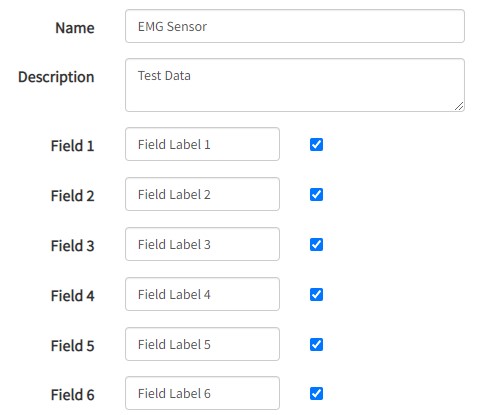 Name EMG Sensor
Description Test Data
Field 1 Field Label 1
Field 2 Field Label 2
Field 3 Field Label 3
Field 4 Field Label 4
Field 5 Field Label 5
Field 6 Field Label 6